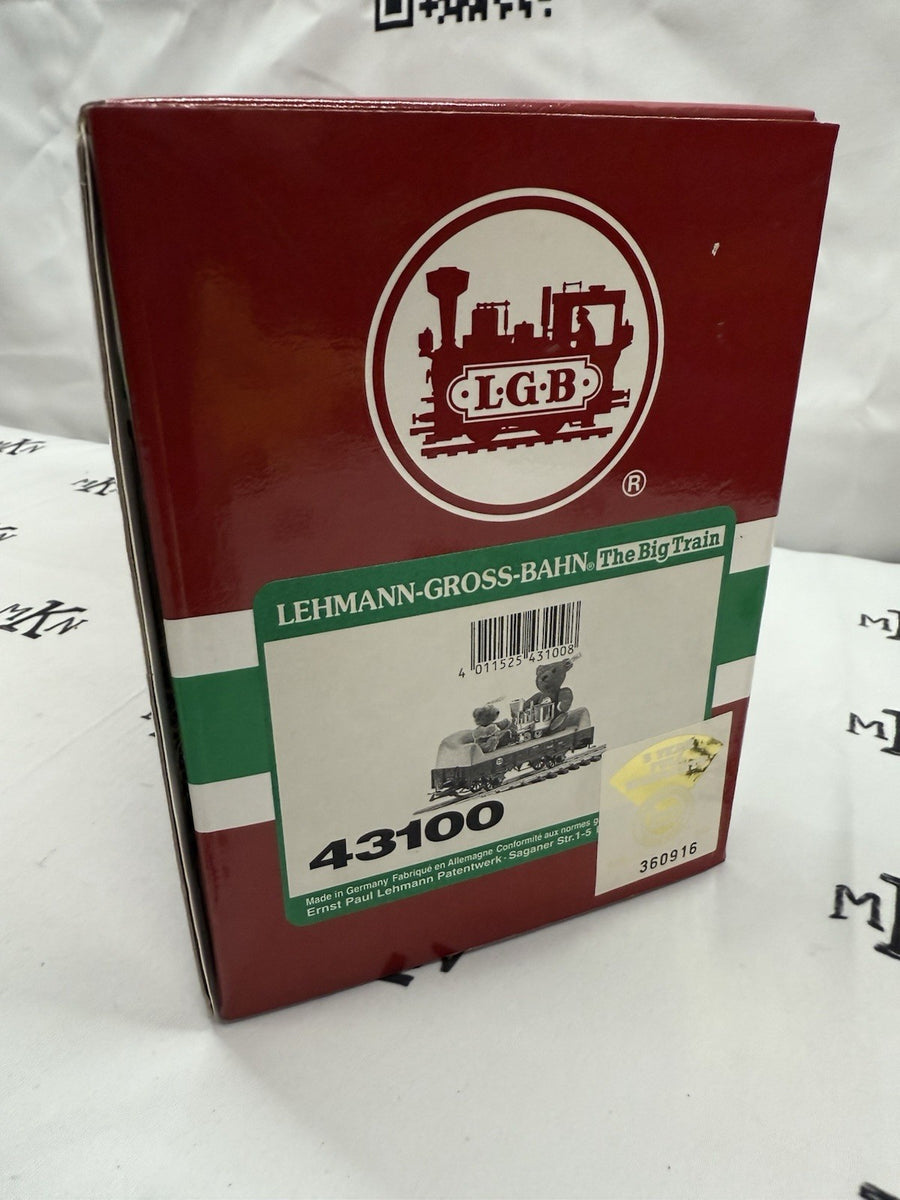 L·G·B
®
LEHMANN-GROSS-BAHN® The Big Train
4 011525 431008
43100
Made in Germany Fabriqué en Allemagne Conformité aux normes
Ernst Paul Lehmann Patentwerk · Saganer Str.1-5
360916